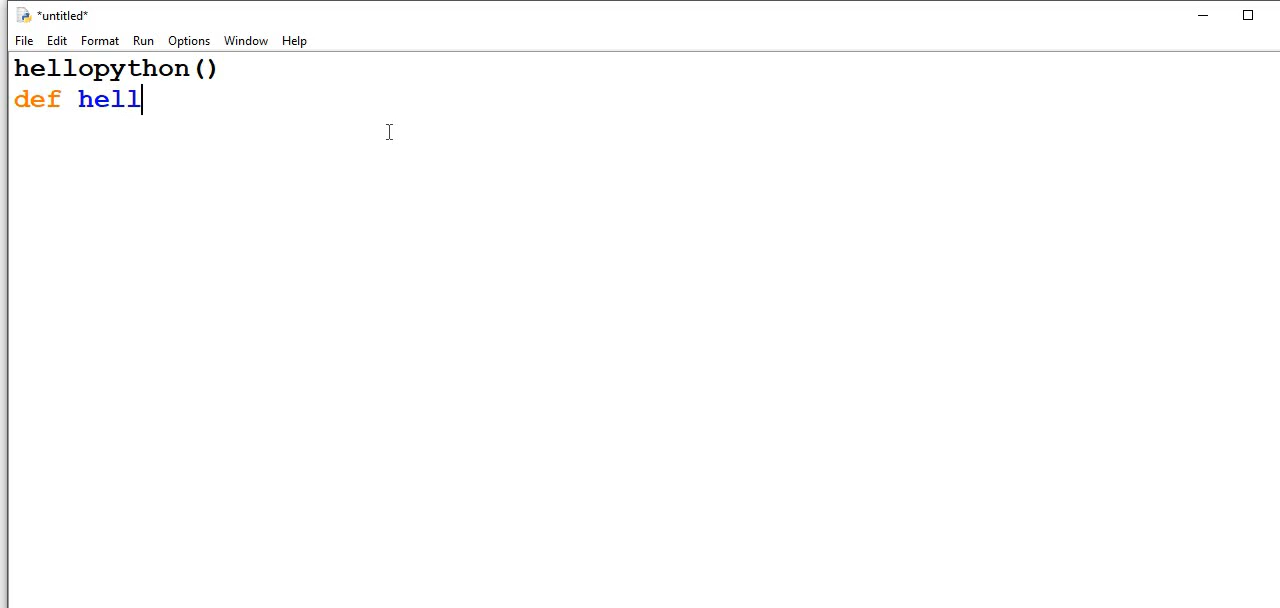 *untitled*
File Edit Format Run Options Window Help
hellopython()
def hell